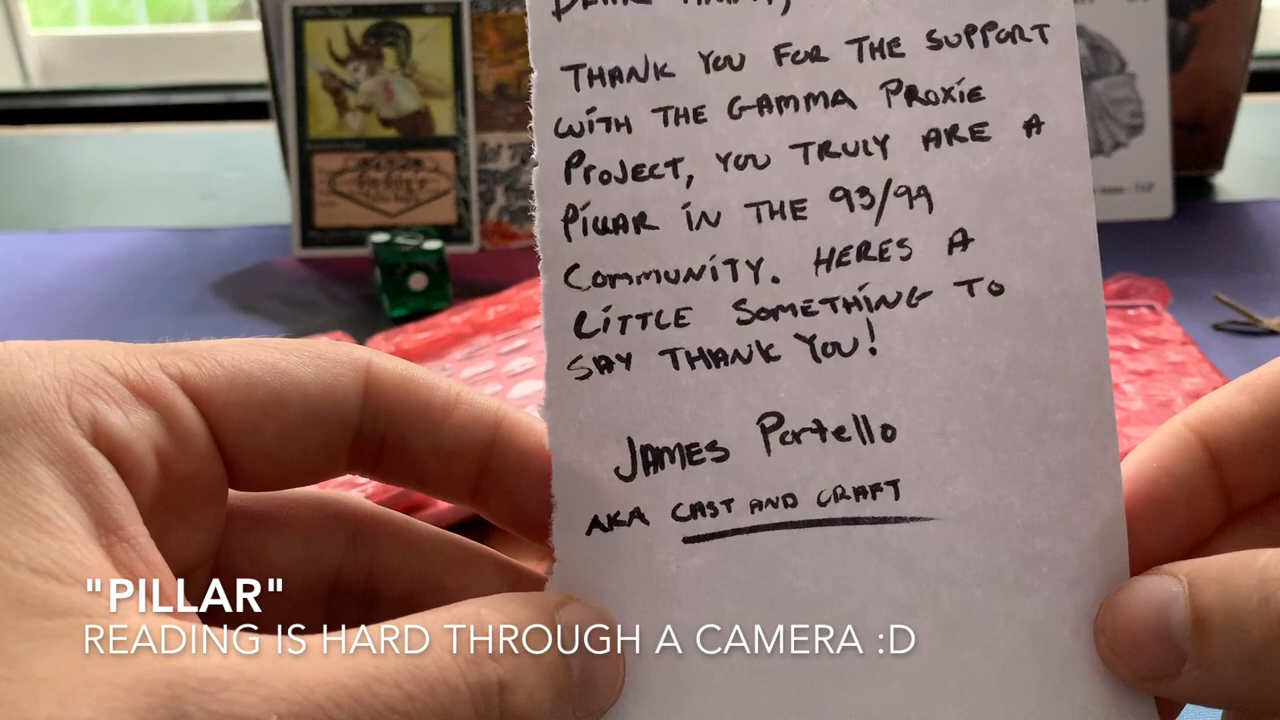 DEAR
THANK YOU FOR THE SUPPORT
WITH THE GAMMA PROXIE
PROJECT, YOU TRULY ARE A
PILLAR IN THE 93/94
COMMUNITY. HERES A
LITTLE SOMETHING TO
SAY THANK YOU!
JAMES Portello
AKA CAST AND CRAFT
"PILLAR"
READING IS HARD THROUGH A CAMERA :D